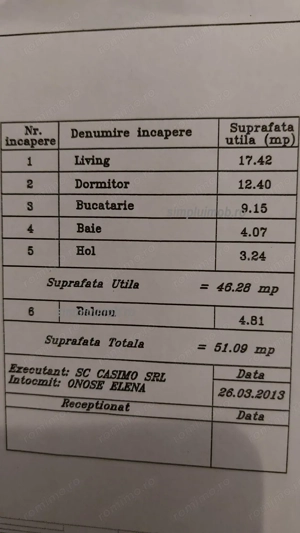 Nr. incapere Denumire incapere Suprafata utila (mp)
1 Living 17.42
2 Dormitor 12.40
3 Bucatarie 9.15
4 Baie 4.07
5 Hol 3.24
Suprafata Utila = 46.28 mp
6 Balcon 4.81
Suprafata Totala = 51.09 mp
Executant: SC CASIMO SRL Data
Intocmit: ONOSE ELENA 26.03.2013
Receptionat Data